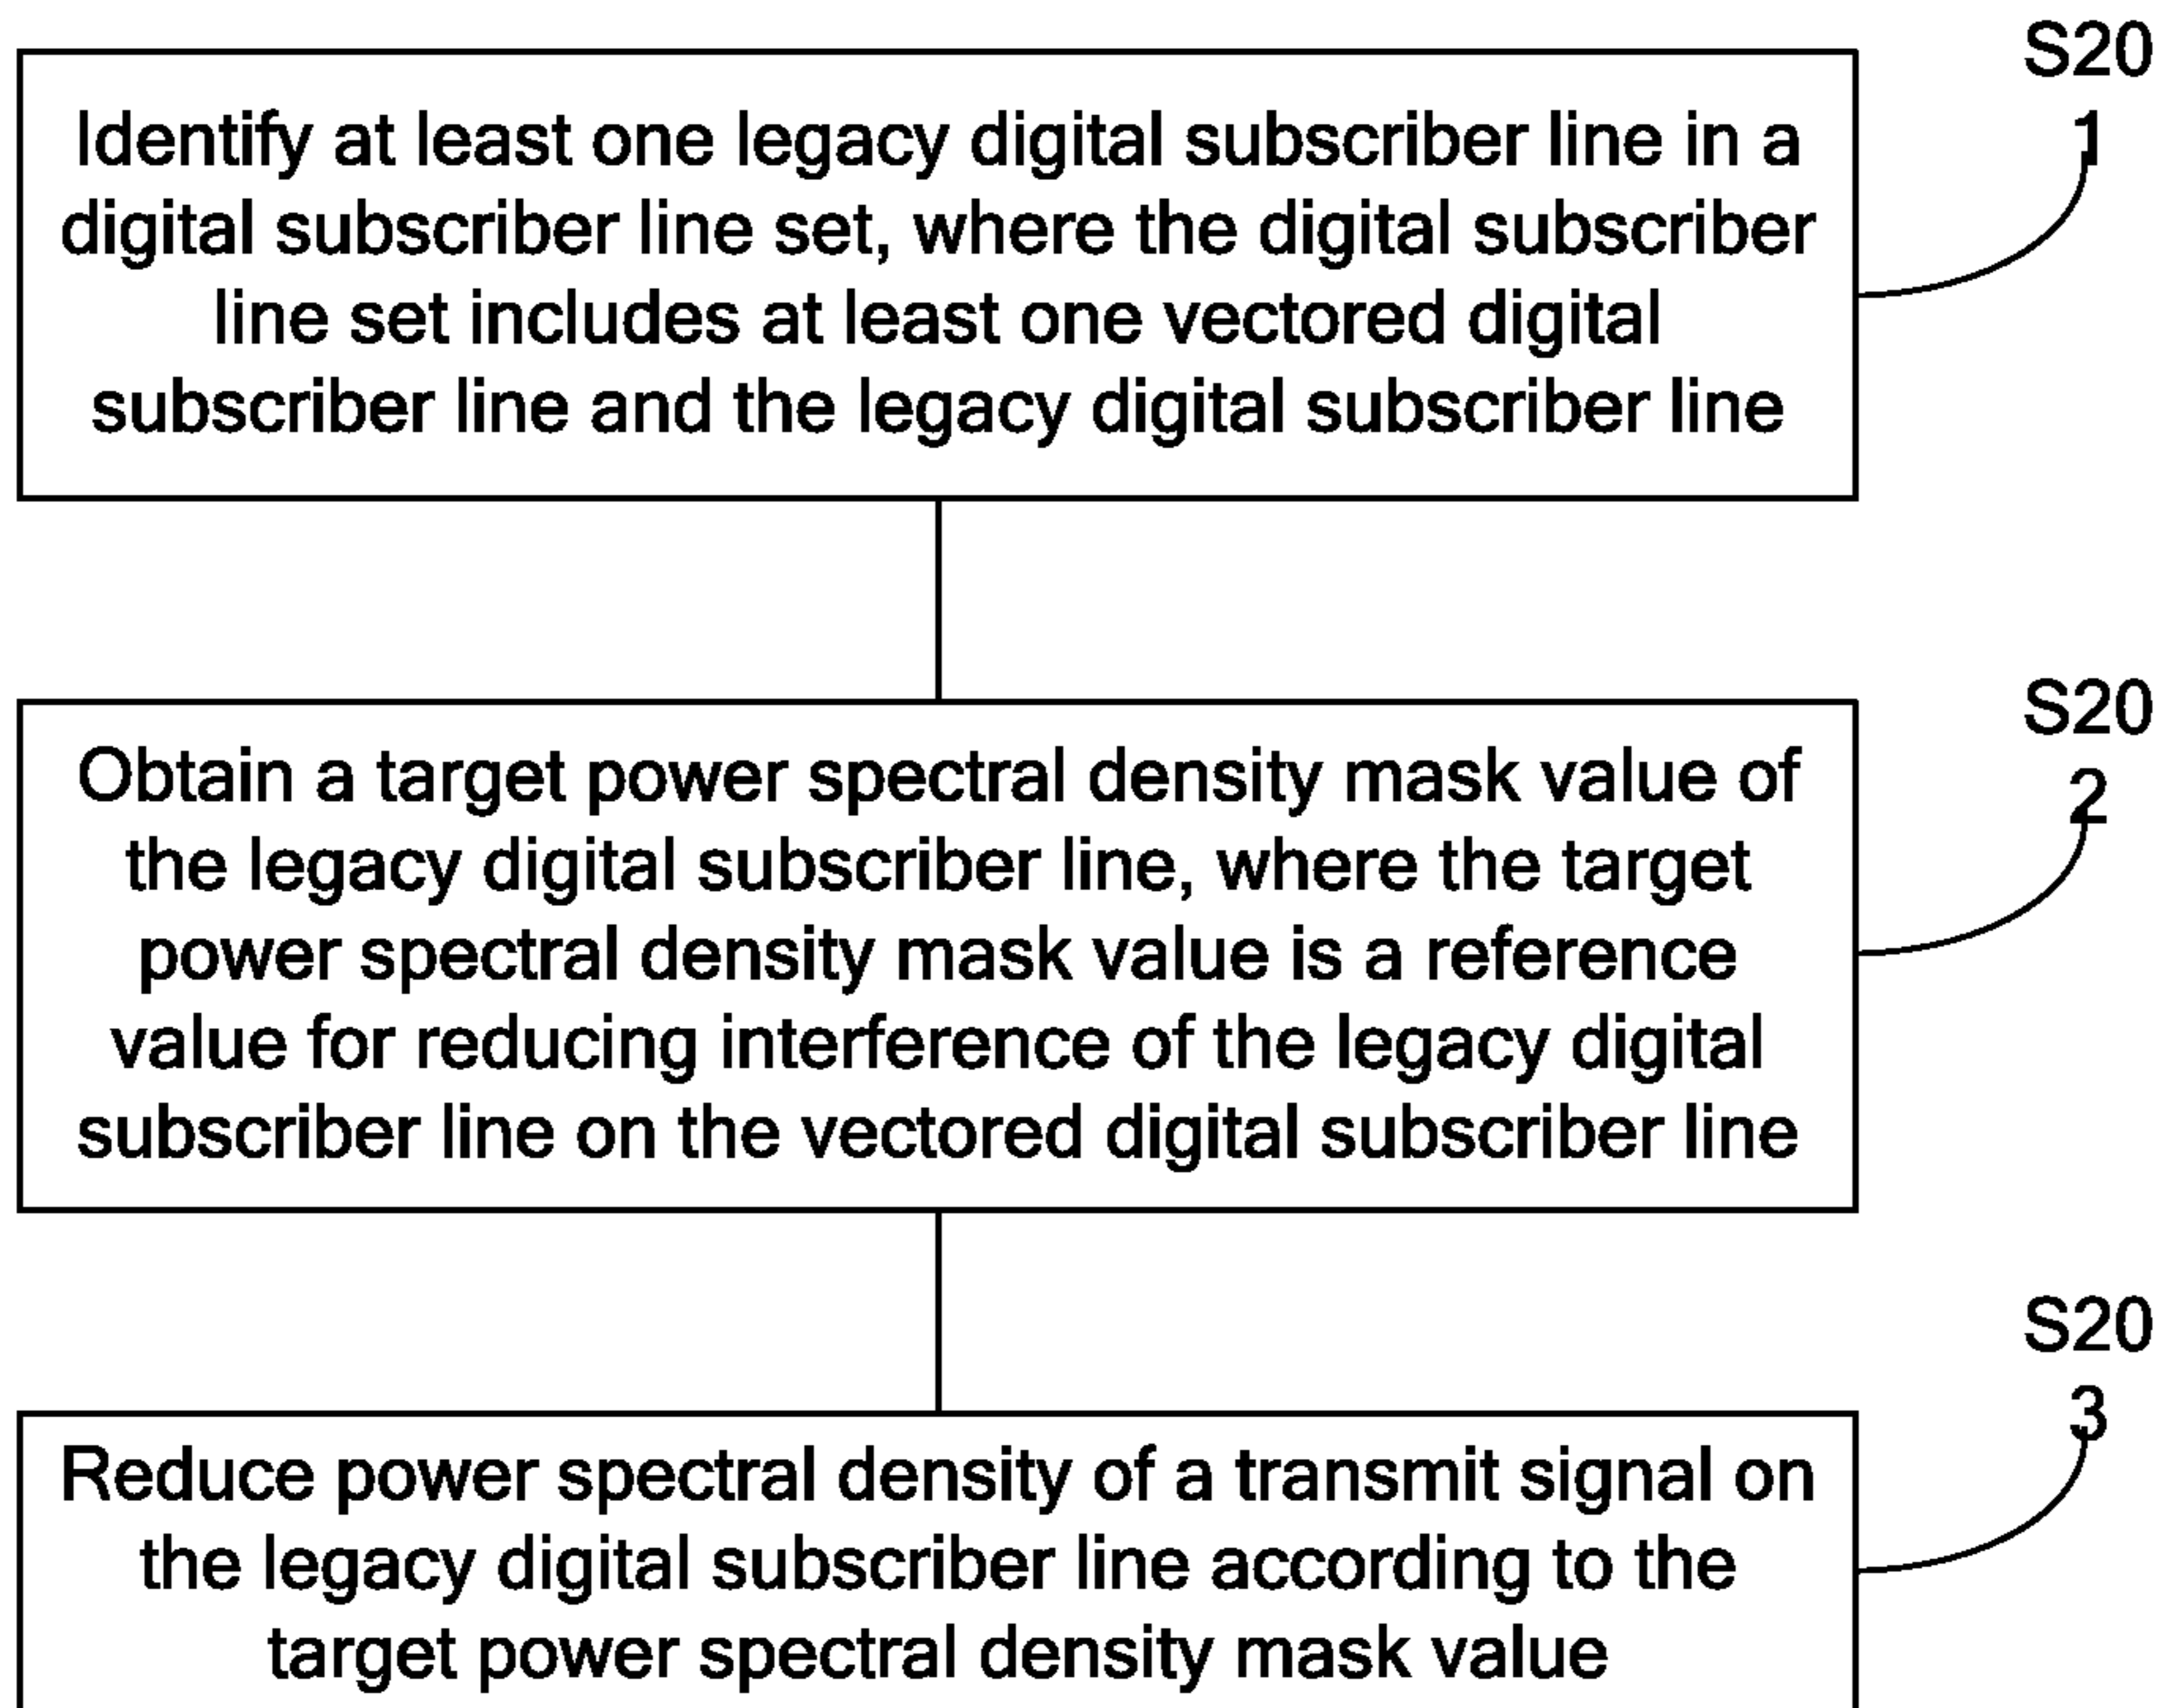 S20
1
Identify at least one legacy digital subscriber line in a
digital subscriber line set, where the digital subscriber
line set includes at least one vectored digital
subscriber line and the legacy digital subscriber line
S20
2
Obtain a target power spectral density mask value of
the legacy digital subscriber line, where the target
power spectral density mask value is a reference
value for reducing interference of the legacy digital
subscriber line on the vectored digital subscriber line
S20
3
Reduce power spectral density of a transmit signal on
the legacy digital subscriber line according to the
target power spectral density mask value